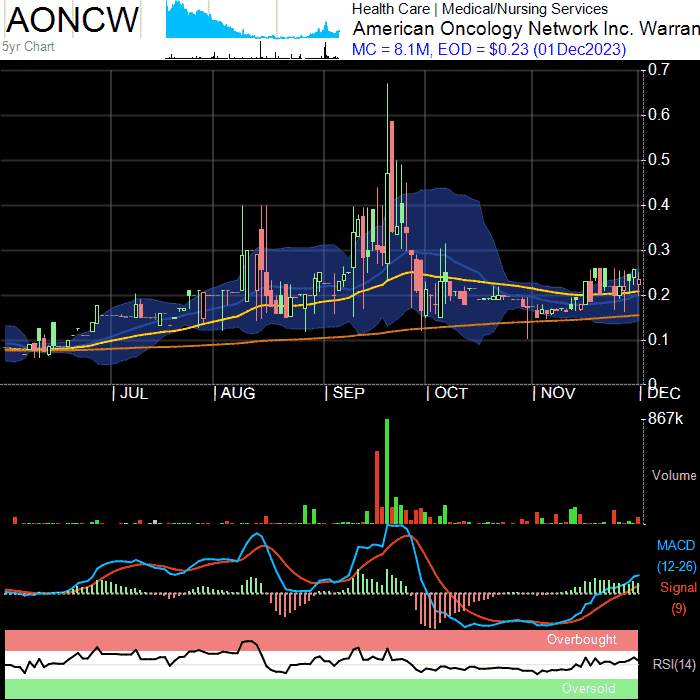 AONCW
5yr Chart
Health Care | Medical/Nursing Services
American Oncology Network Inc. Warran
MC = 8.1M, EOD = $0.23 (01Dec2023)
0.7
0.6
0.5
0.4
0.3
0.2
0.1
0
| JUL | AUG | SEP | OCT | NOV | DEC
867k
Volume
MACD
(12-26)
Signal
(9)
Overbought
RSI(14)
Oversold